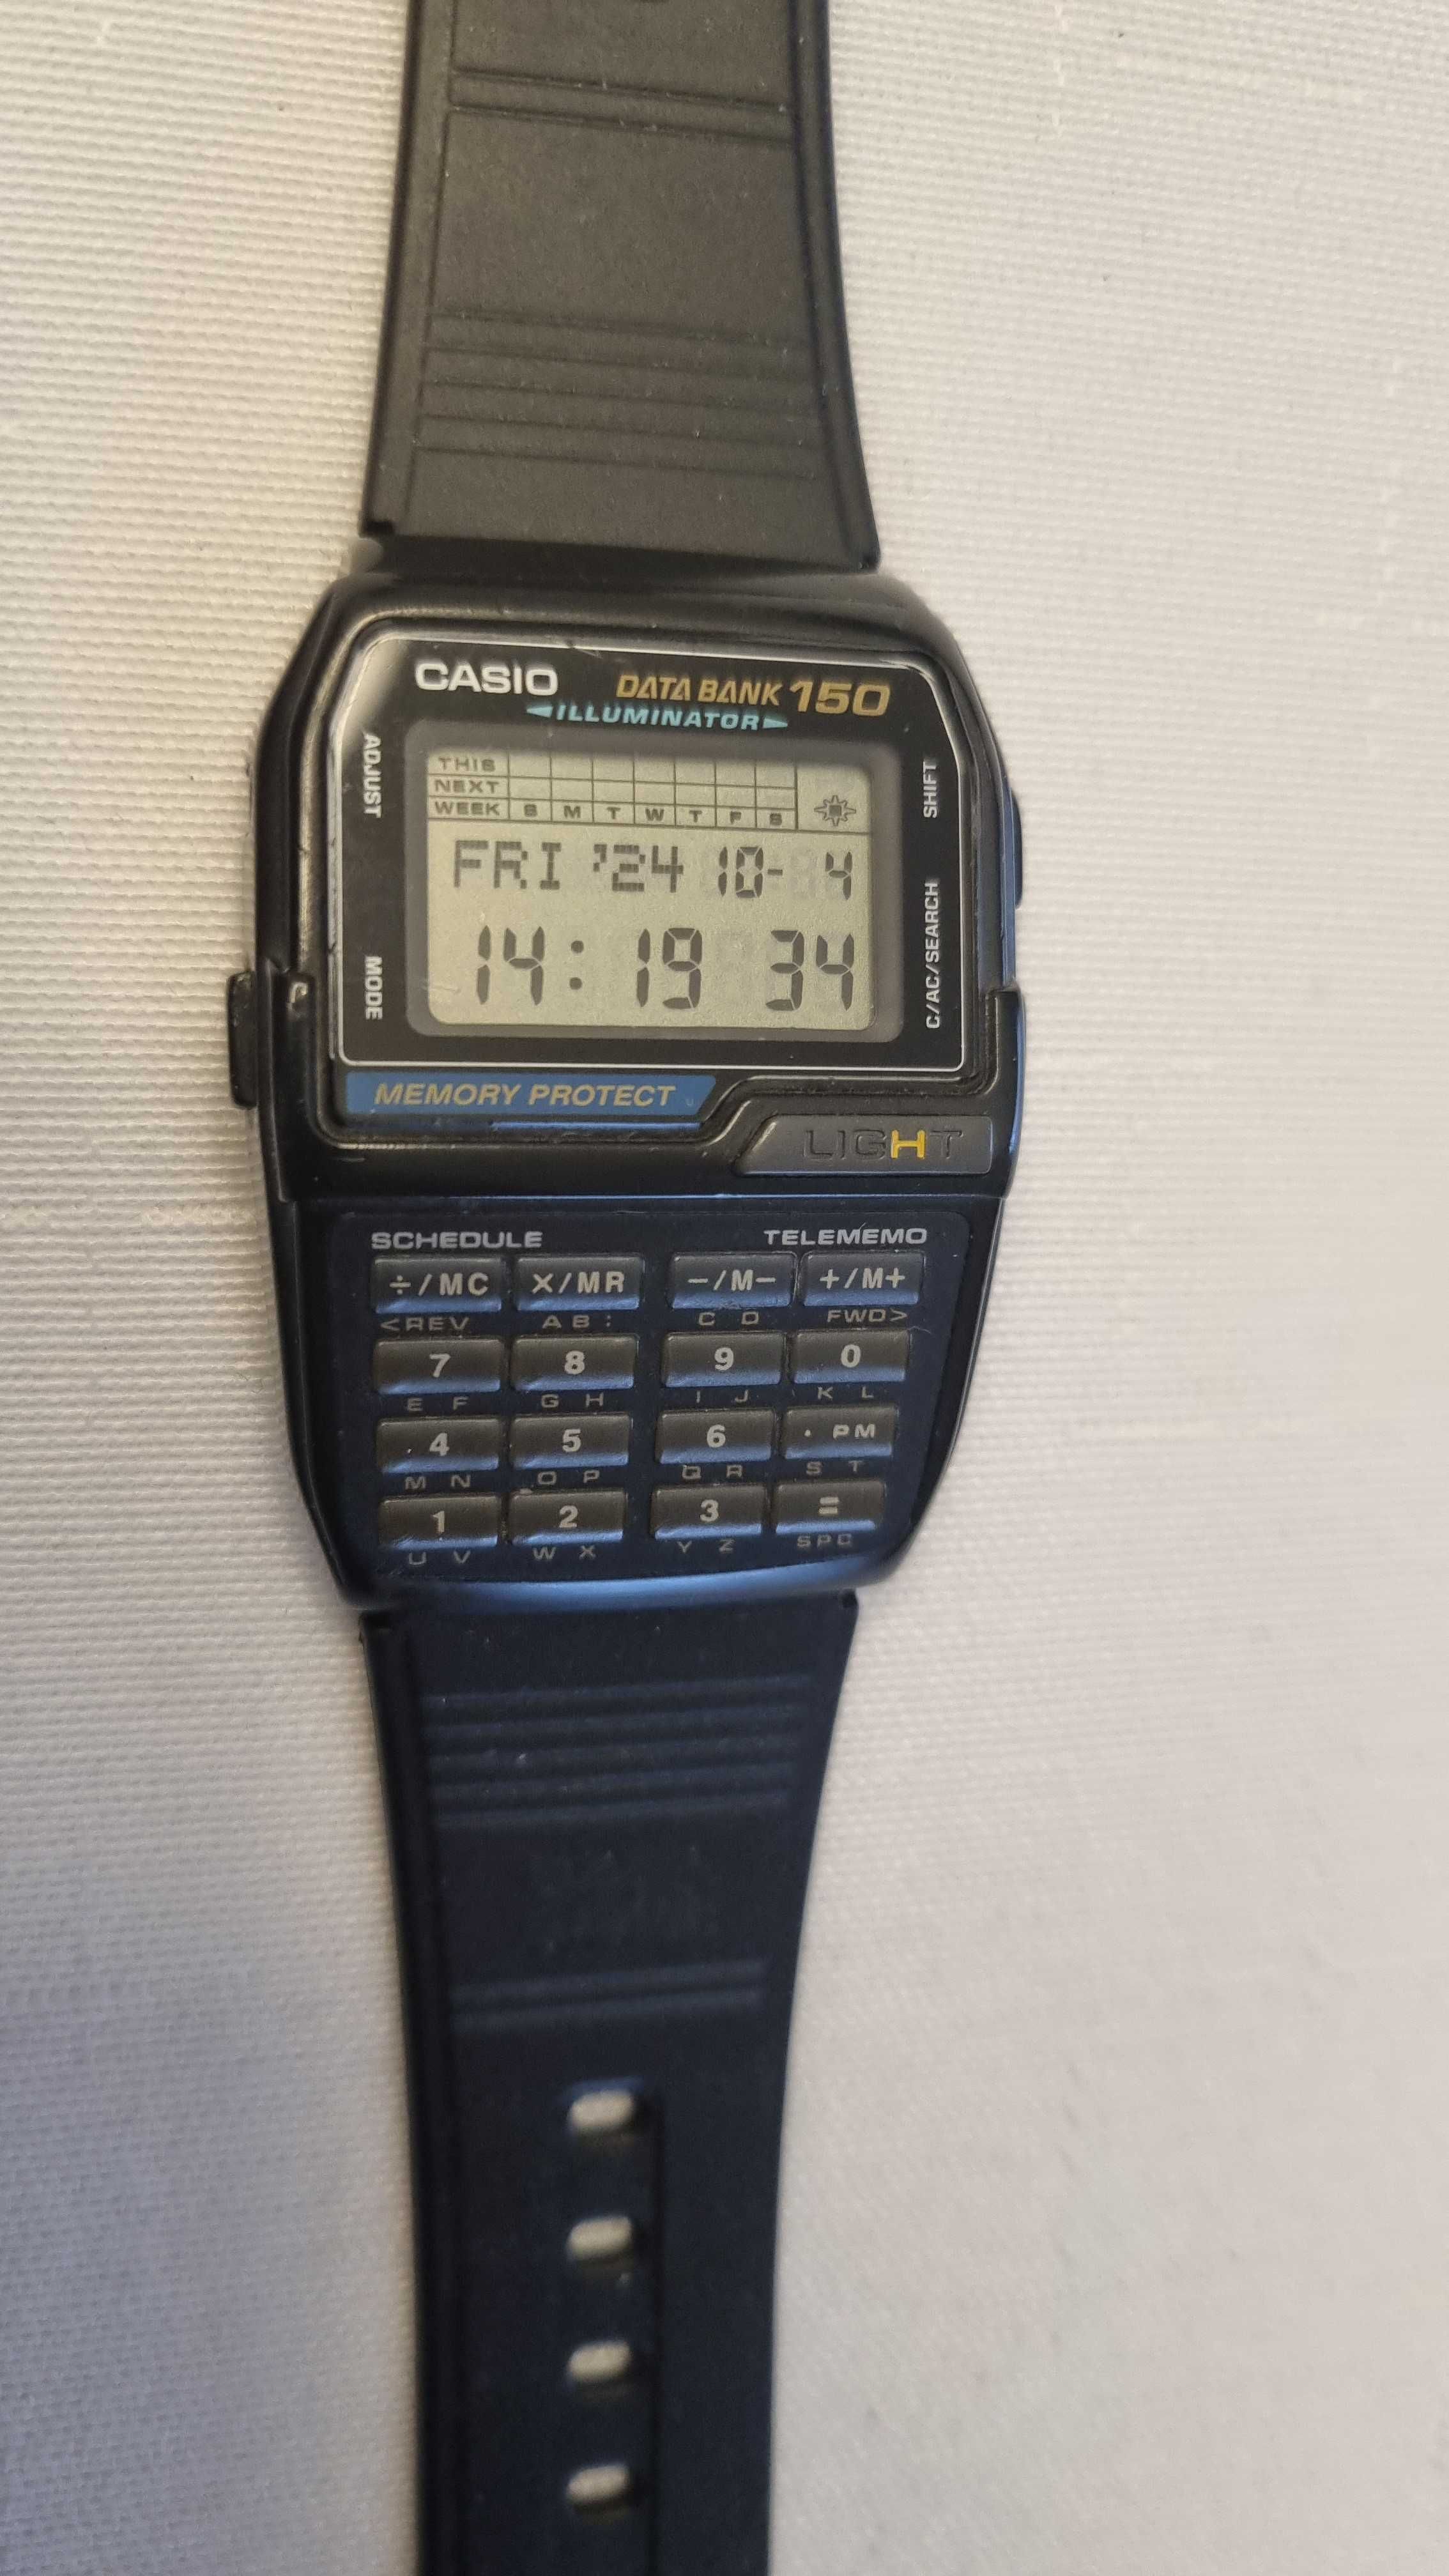 CASIO DATA BANK 150
ILLUMINATOR
ADJUST
SHIFT
THIS
NEXT
WEEK S M T W T F S
FRI '24 10- 4
14: 19 34
MODE
C/AC/SEARCH
MEMORY PROTECT
LIGHT
SCHEDULE TELEMEMO
÷/MC X/MR −/M− +/M+
<REV A B : C D FWD>
7 8 9 0
E F G H I J K L
4 5 6 · PM
M N O P Q R S T
1 2 3 =
U V W X Y Z SPC